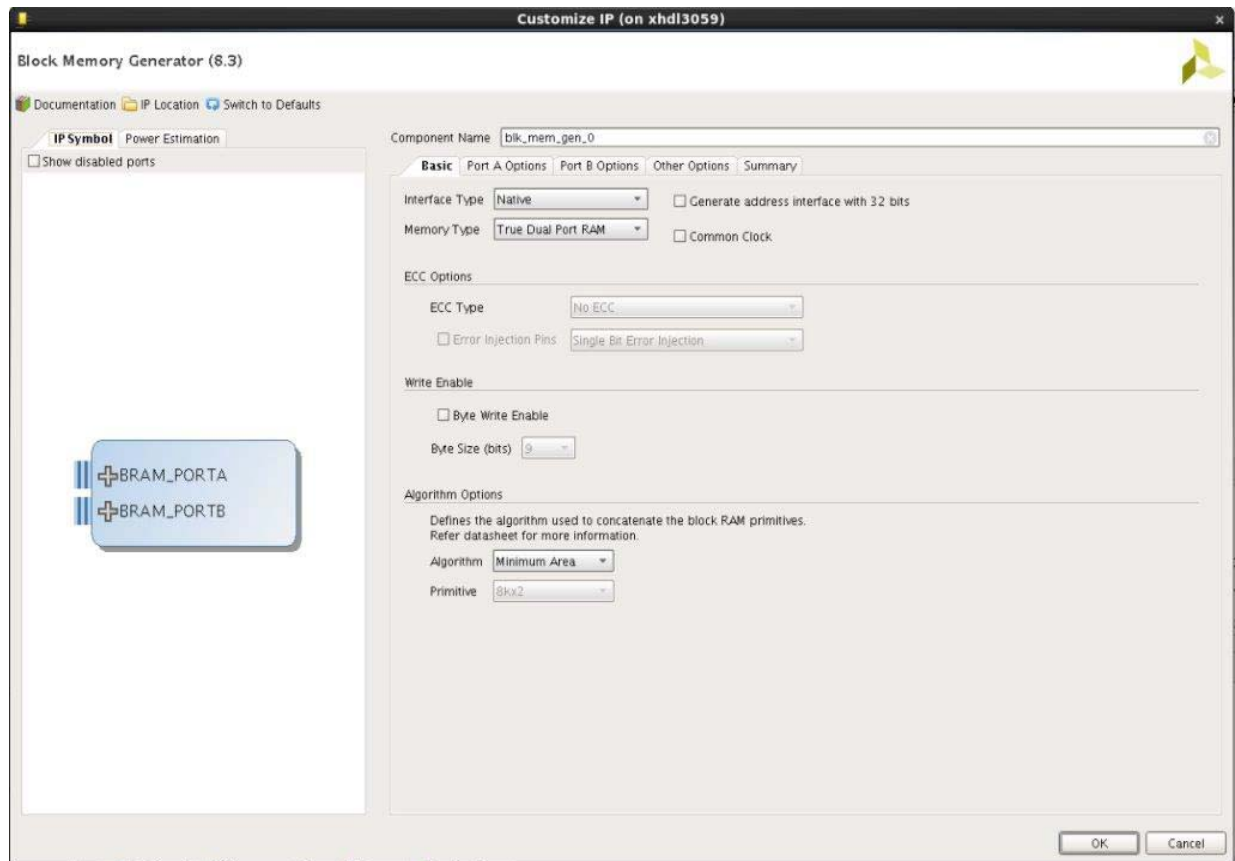 Customize IP (on xhdl3059)
Block Memory Generator (8.3)
Documentation IP Location Switch to Defaults
IP Symbol Power Estimation
Show disabled ports
BRAM_PORTA
BRAM_PORTB
Component Name blk_mem_gen_0
Basic Port A Options Port B Options Other Options Summary
Interface Type Native Generate address interface with 32 bits
Memory Type True Dual Port RAM Common Clock
ECC Options
ECC Type No ECC
Error Injection Pins Single Bit Error Injection
Write Enable
Byte Write Enable
Byte Size (bits) 9
Algorithm Options
Defines the algorithm used to concatenate the block RAM primitives.
Refer datasheet for more information.
Algorithm Minimum Area
Primitive 8kx2
OK Cancel